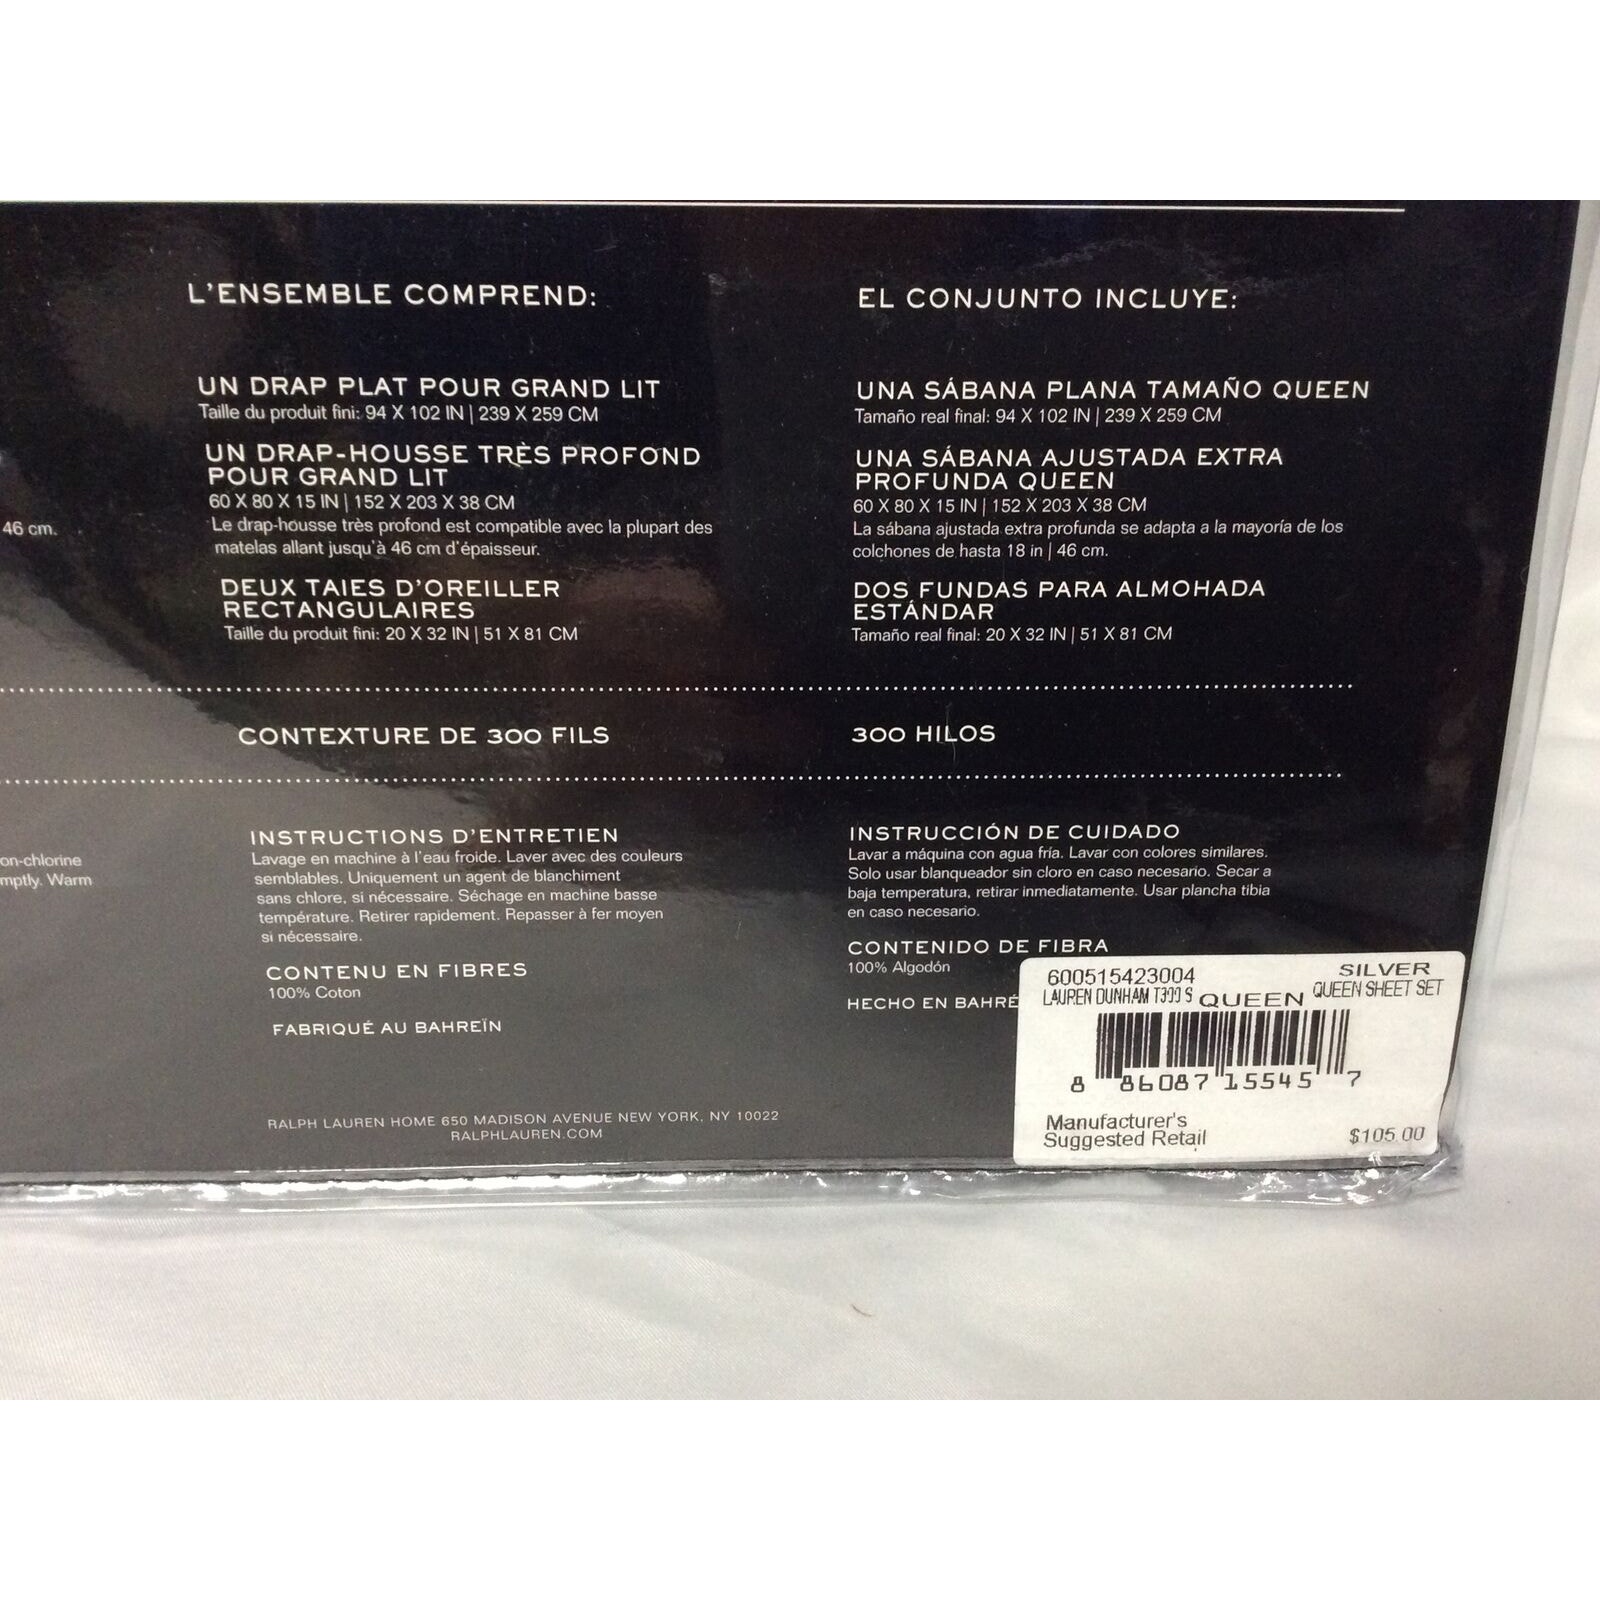 46 cm.
on-chlorine
mptly. Warm
L'ENSEMBLE COMPREND:
UN DRAP PLAT POUR GRAND LIT
Taille du produit fini: 94 X 102 IN | 239 X 259 CM
UN DRAP-HOUSSE TRÈS PROFOND
POUR GRAND LIT
60 X 80 X 15 IN | 152 X 203 X 38 CM
Le drap-housse très profond est compatible avec la plupart des
matelas allant jusqu'à 46 cm d'épaisseur.
DEUX TAIES D'OREILLER
RECTANGULAIRES
Taille du produit fini: 20 X 32 IN | 51 X 81 CM
CONTEXTURE DE 300 FILS
INSTRUCTIONS D'ENTRETIEN
Lavage en machine à l'eau froide. Laver avec des couleurs
semblables. Uniquement un agent de blanchiment
sans chlore, si nécessaire. Séchage en machine basse
température. Retirer rapidement. Repasser à fer moyen
si nécessaire.
CONTENU EN FIBRES
100% Coton
FABRIQUÉ AU BAHREÏN
EL CONJUNTO INCLUYE:
UNA SÁBANA PLANA TAMAÑO QUEEN
Tamaño real final: 94 X 102 IN | 239 X 259 CM
UNA SÁBANA AJUSTADA EXTRA
PROFUNDA QUEEN
60 X 80 X 15 IN | 152 X 203 X 38 CM
La sábana ajustada extra profunda se adapta a la mayoría de los
colchones de hasta 18 in | 46 cm.
DOS FUNDAS PARA ALMOHADA
ESTÁNDAR
Tamaño real final: 20 X 32 IN | 51 X 81 CM
300 HILOS
INSTRUCCIÓN DE CUIDADO
Lavar a máquina con agua fría. Lavar con colores similares.
Solo usar blanqueador sin cloro en caso necesario. Secar a
baja temperatura, retirar inmediatamente. Usar plancha tibia
en caso necesario.
CONTENIDO DE FIBRA
100% Algodón
HECHO EN BAHRÉ
RALPH LAUREN HOME 650 MADISON AVENUE NEW YORK, NY 10022
RALPHLAUREN.COM
600515423004 SILVER
LAUREN DUNHAM T300 S QUEEN QUEEN SHEET SET
8 86087 15545 7
Manufacturer's
Suggested Retail $105.00